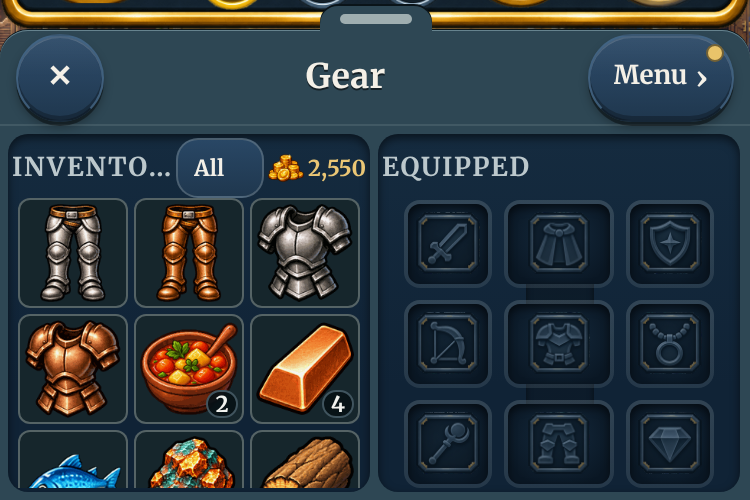 ×
Gear
Menu ›
INVENTO...
All
2,550
EQUIPPED
2
4